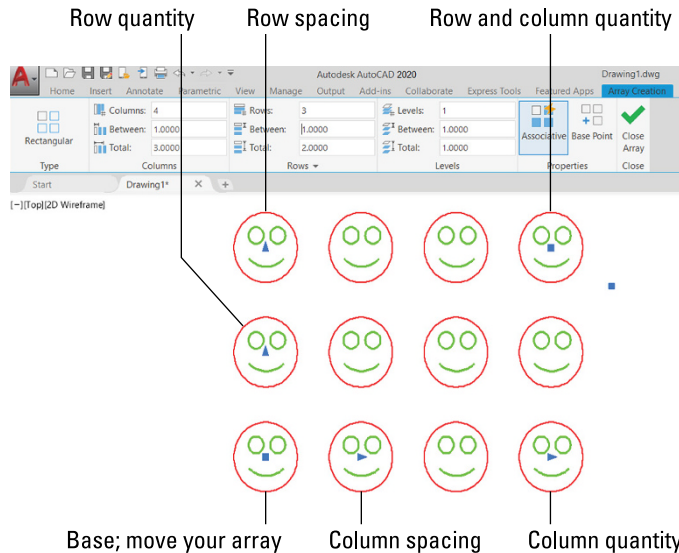 Row quantity Row spacing Row and column quantity
A Autodesk AutoCAD 2020 Drawing1.dwg
Home Insert Annotate Parametric View Manage Output Add-ins Collaborate Express Tools Featured Apps Array Creation
Columns: 4 Rows: 3 Levels: 1
Between: 1.0000 Between: 1.0000 Between: 1.0000
Rectangular Associative Base Point Close Array
Total: 3.0000 Total: 2.0000 Total: 1.0000
Type Columns Rows Levels Properties Close
Start Drawing1* × +
[−][Top][2D Wireframe]
Base; move your array Column spacing Column quantity